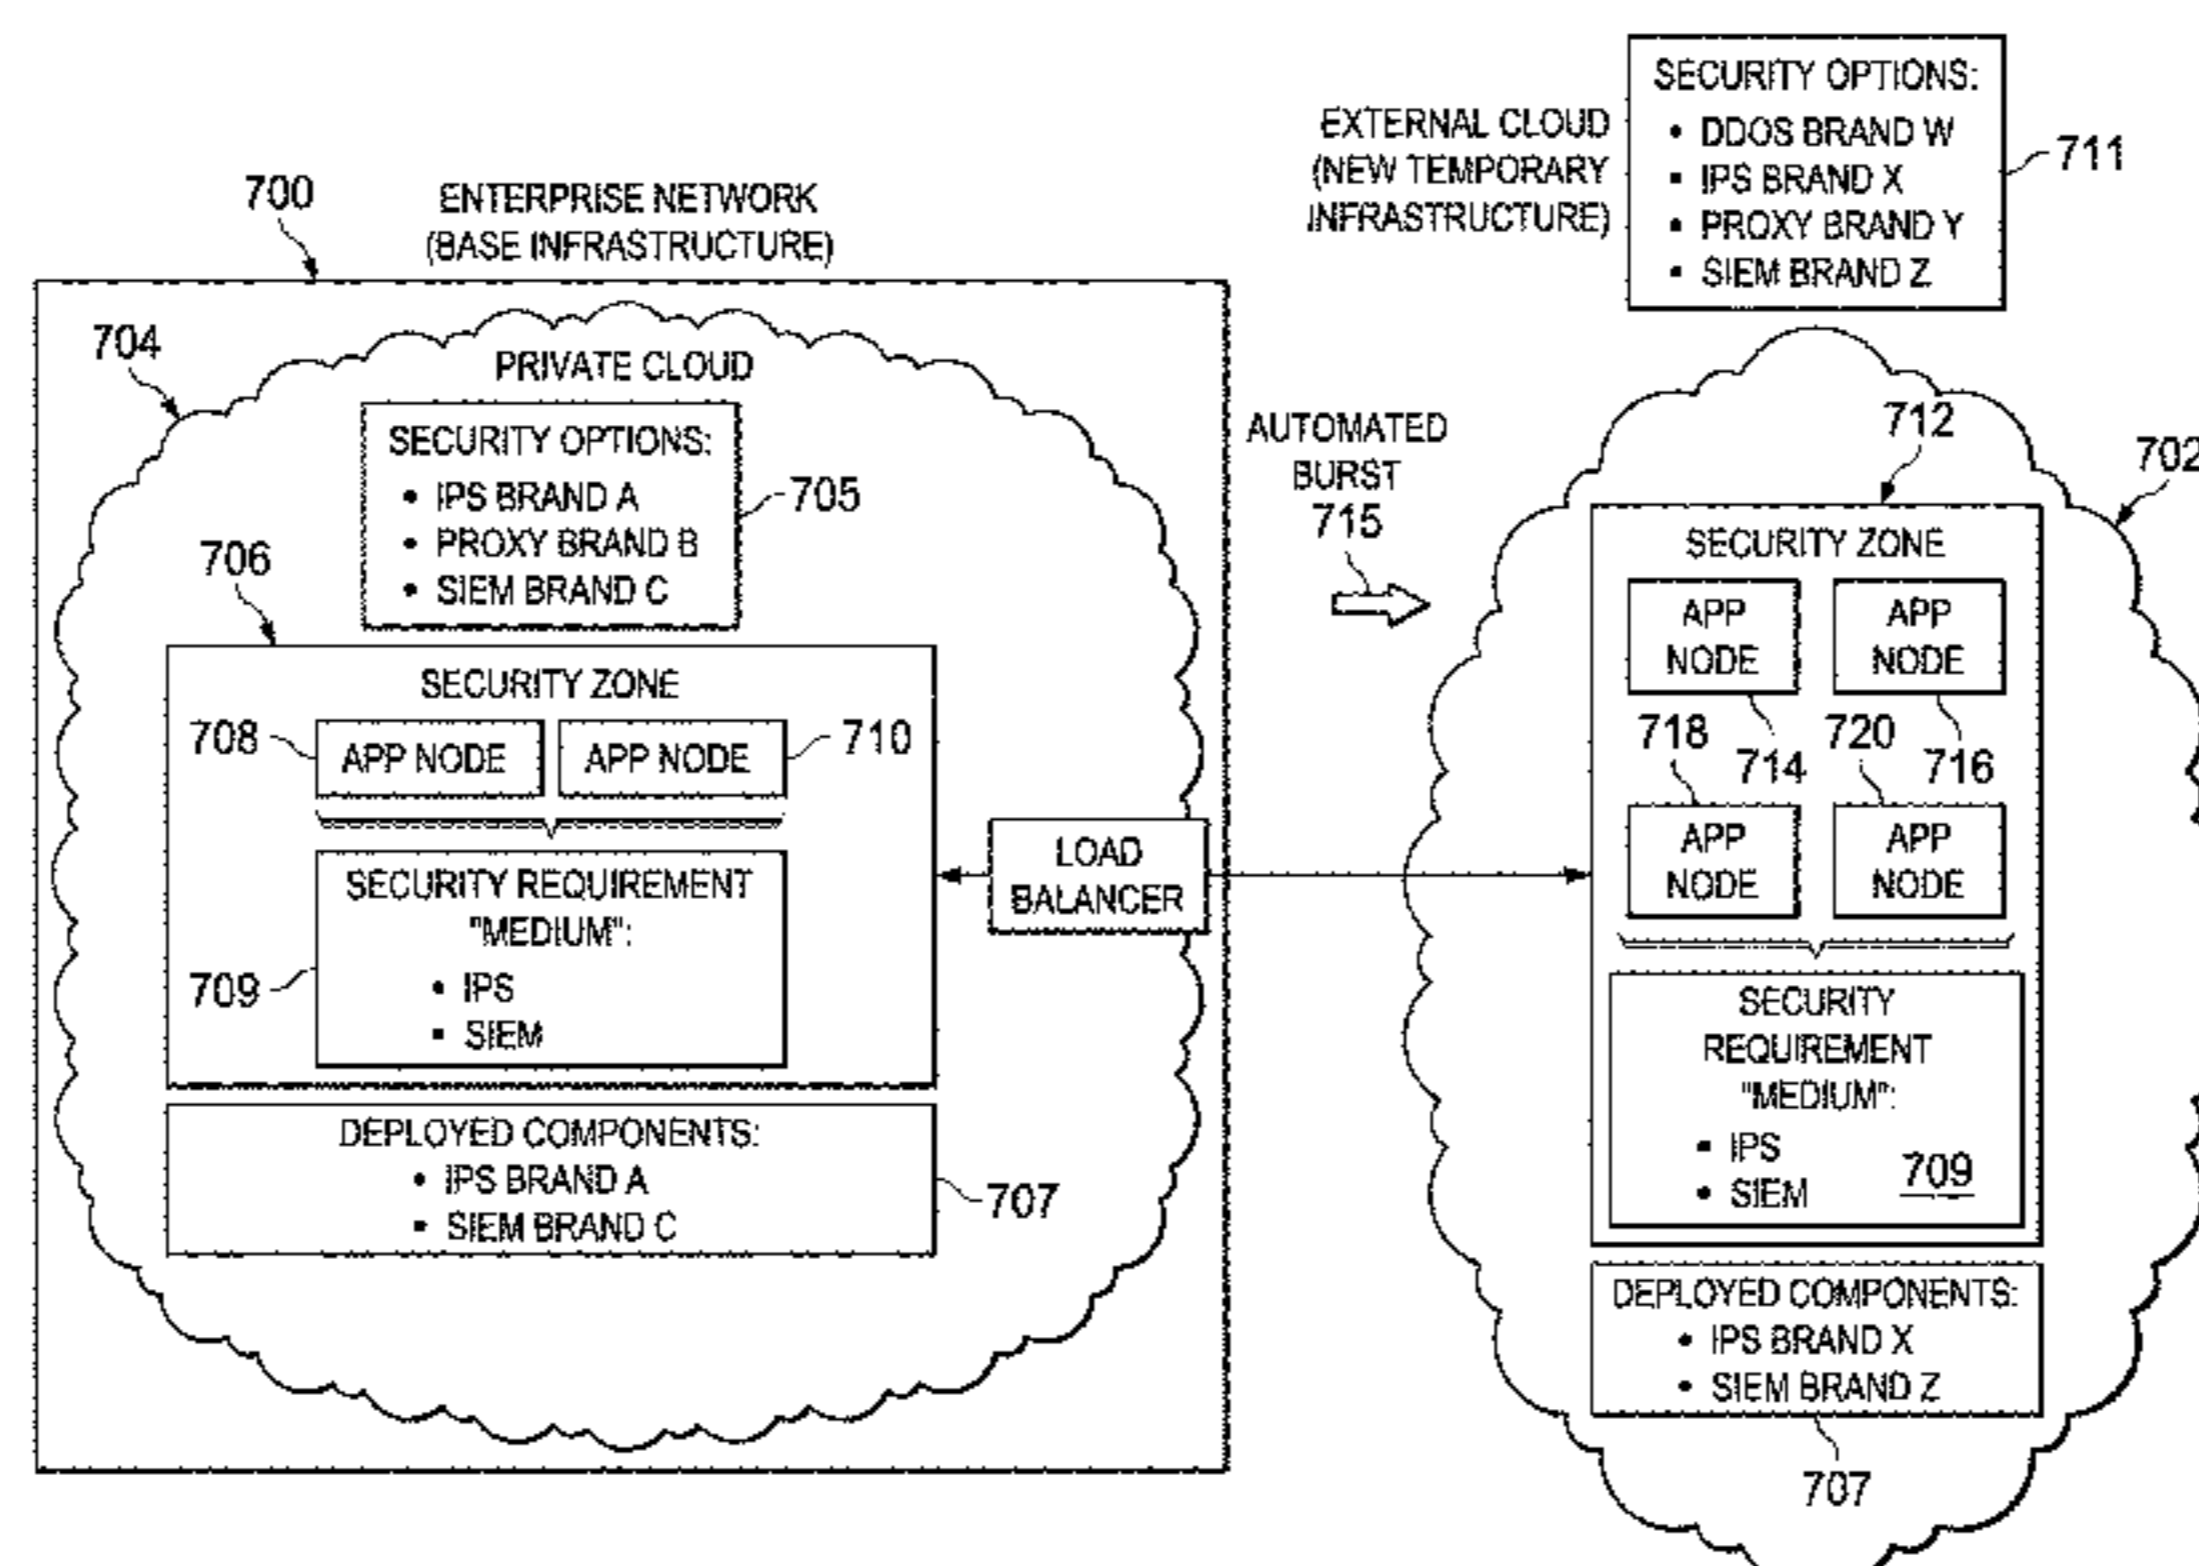 700
ENTERPRISE NETWORK
(BASE INFRASTRUCTURE)
704
PRIVATE CLOUD
SECURITY OPTIONS:
• IPS BRAND A
• PROXY BRAND B
• SIEM BRAND C
705
706
SECURITY ZONE
708
APP NODE
APP NODE
710
SECURITY REQUIREMENT
"MEDIUM":
• IPS
• SIEM
709
DEPLOYED COMPONENTS:
• IPS BRAND A
• SIEM BRAND C
707
LOAD
BALANCER
AUTOMATED
BURST
715
EXTERNAL CLOUD
(NEW TEMPORARY
INFRASTRUCTURE)
SECURITY OPTIONS:
• DDOS BRAND W
• IPS BRAND X
• PROXY BRAND Y
• SIEM BRAND Z
711
712
702
SECURITY ZONE
APP
NODE
APP
NODE
718
714
720
716
APP
NODE
APP
NODE
SECURITY
REQUIREMENT
"MEDIUM":
• IPS
• SIEM
709
DEPLOYED COMPONENTS:
• IPS BRAND X
• SIEM BRAND Z
707